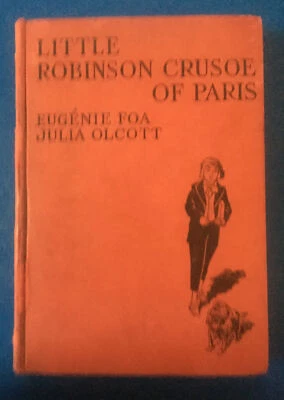 LITTLE
ROBINSON CRUSOE
OF PARIS
EUGÉNIE FOA
JULIA OLCOTT